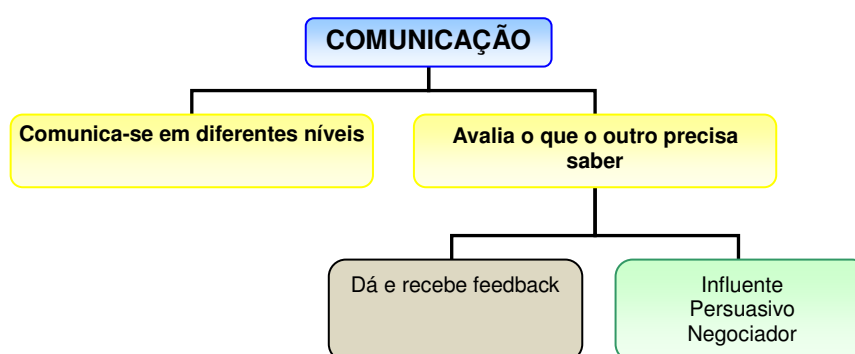 COMUNICAÇÃO
Comunica-se em diferentes níveis
Avalia o que o outro precisa
saber
Dá e recebe feedback
Influente
Persuasivo
Negociador